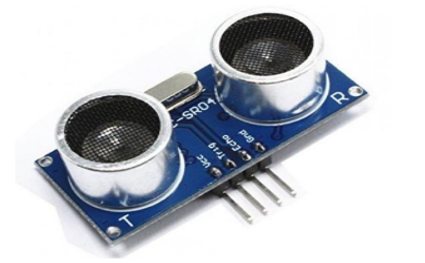 C-SR04
R
Vcc
Trig
Echo
Gnd
T